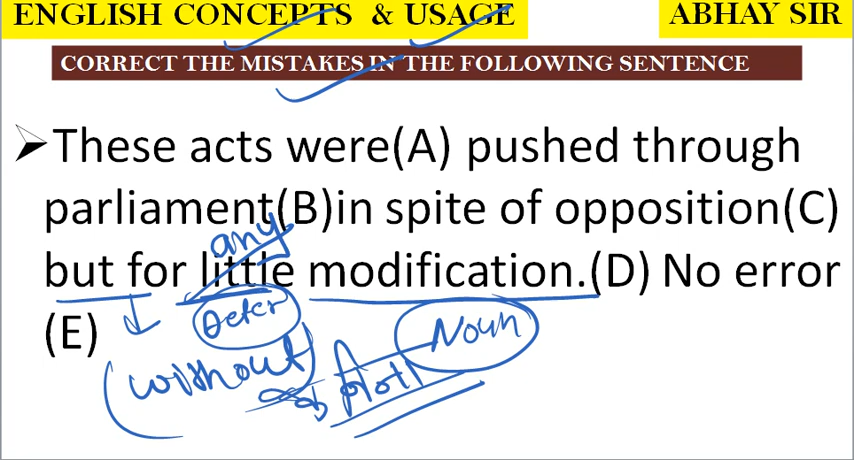 ENGLISH CONCEPTS & USAGE ABHAY SIR
CORRECT THE MISTAKES IN THE FOLLOWING SENTENCE
➤These acts were(A) pushed through
parliament(B)in spite of opposition(C)
any
but for little modification.(D) No error
(E)
Deter Noun
without